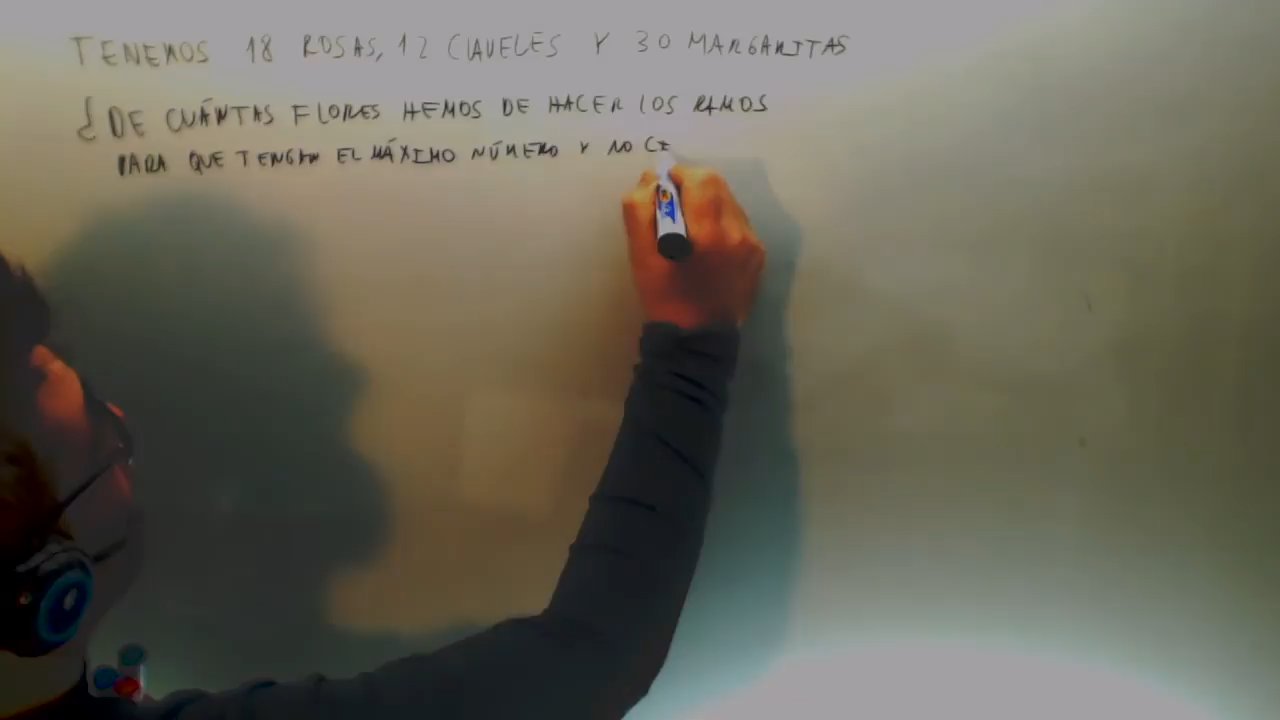 TENEMOS 18 ROSAS, 12 CLAVELES Y 30 MARGARITAS
¿DE CUÁNTAS FLORES HEMOS DE HACER LOS RAMOS
PARA QUE TENGAN EL MÁXIMO NÚMERO Y NO